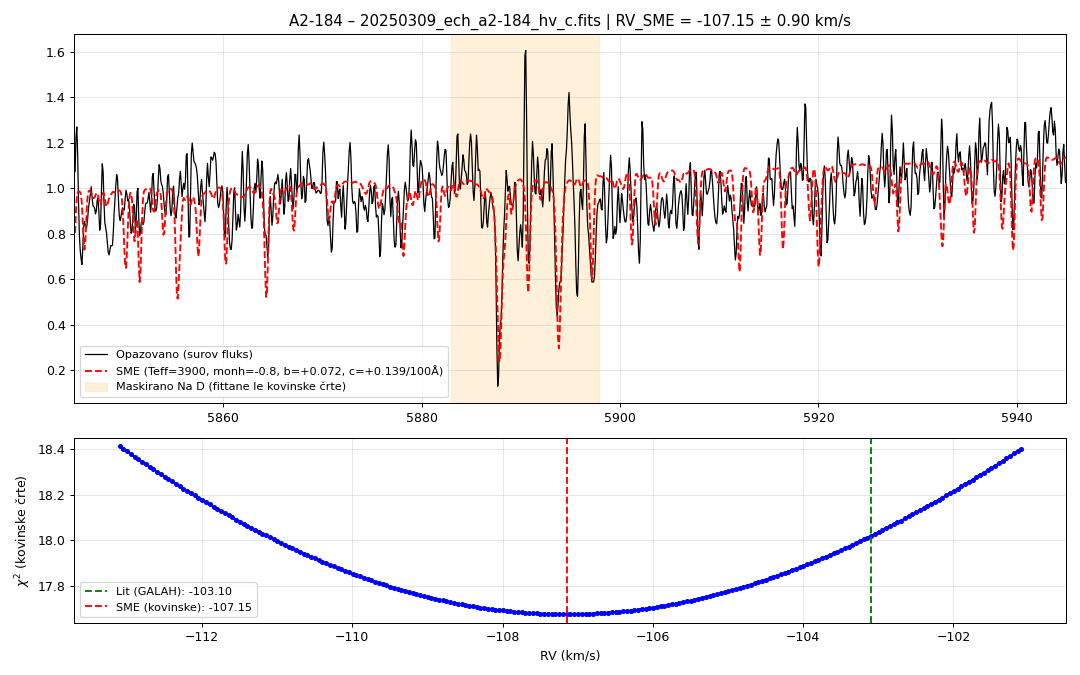 A2-184 – 20250309_ech_a2-184_hv_c.fits | RV_SME = -107.15 ± 0.90 km/s
1.6
1.4
1.2
1.0
0.8
0.6
0.4
0.2
Opazovano (surov fluks)
SME (Teff=3900, monh=-0.8, b=+0.072, c=+0.139/100Å)
Maskirano Na D (fittane le kovinske črte)
5860 5880 5900 5920 5940
χ² (kovinske črte)
18.4
18.2
18.0
17.8
Lit (GALAH): -103.10
SME (kovinske): -107.15
−112 −110 −108 −106 −104 −102
RV (km/s)